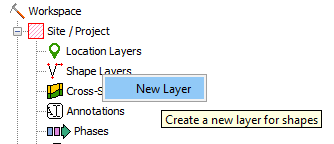 Workspace
Site / Project
Location Layers
Shape Layers
Cross-S
New Layer
Create a new layer for shapes
Annotations
Phases